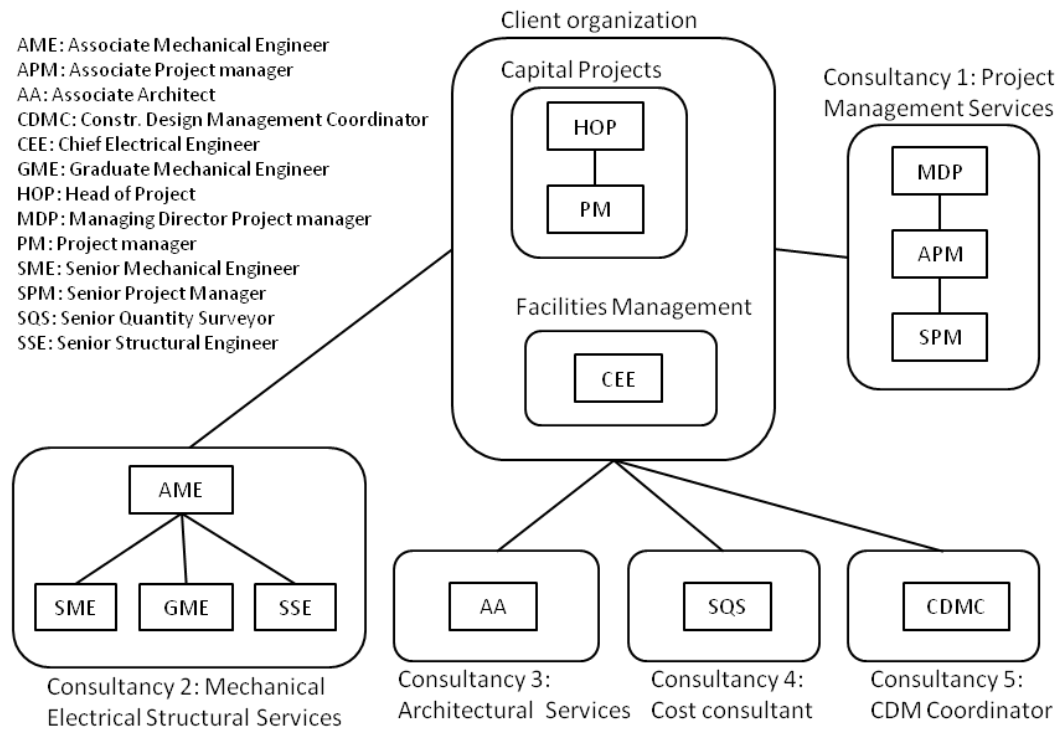 Client organization
AME: Associate Mechanical Engineer
APM: Associate Project manager
AA: Associate Architect
CDMC: Constr. Design Management Coordinator
CEE: Chief Electrical Engineer
GME: Graduate Mechanical Engineer
HOP: Head of Project
MDP: Managing Director Project manager
PM: Project manager
SME: Senior Mechanical Engineer
SPM: Senior Project Manager
SQS: Senior Quantity Surveyor
SSE: Senior Structural Engineer
Capital Projects
HOP
PM
Facilities Management
CEE
Consultancy 1: Project
Management Services
MDP
APM
SPM
AME
SME
GME
SSE
Consultancy 2: Mechanical
Electrical Structural Services
AA
Consultancy 3:
Architectural Services
SQS
Consultancy 4:
Cost consultant
CDMC
Consultancy 5:
CDM Coordinator